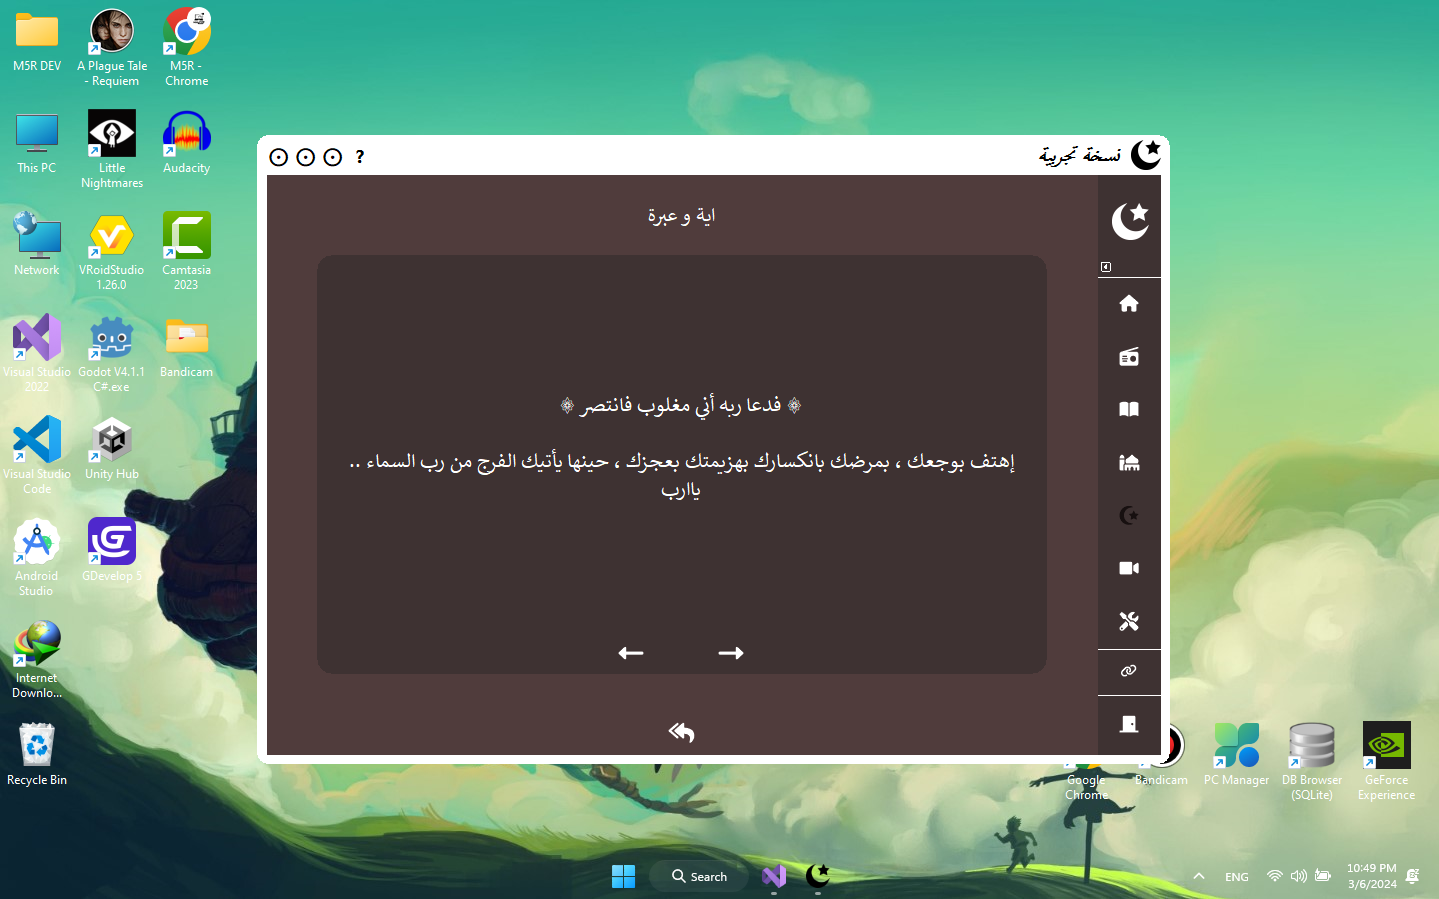 M5R DEV
A Plague Tale
- Requiem
M5R -
Chrome
This PC
Little
Nightmares
Audacity
Network
VRoidStudio
1.26.0
Camtasia
2023
Visual Studio
2022
Godot V4.1.1
C#.exe
Bandicam
Visual Studio
Code
Unity Hub
Android
Studio
GDevelop 5
Internet
Downlo...
Recycle Bin
?
نسخة تجريبية
اية و عبرة
فدعا ربه أني مغلوب فانتصر
إهتف بوجعك ، بمرضك بانكسارك بهزيمتك بعجزك ، حينها يأتيك الفرج من رب السماء ..
ياارب
Google
Chrome
Bandicam
PC Manager
DB Browser
(SQLite)
GeForce
Experience
Search
ENG
10:49 PM
3/6/2024